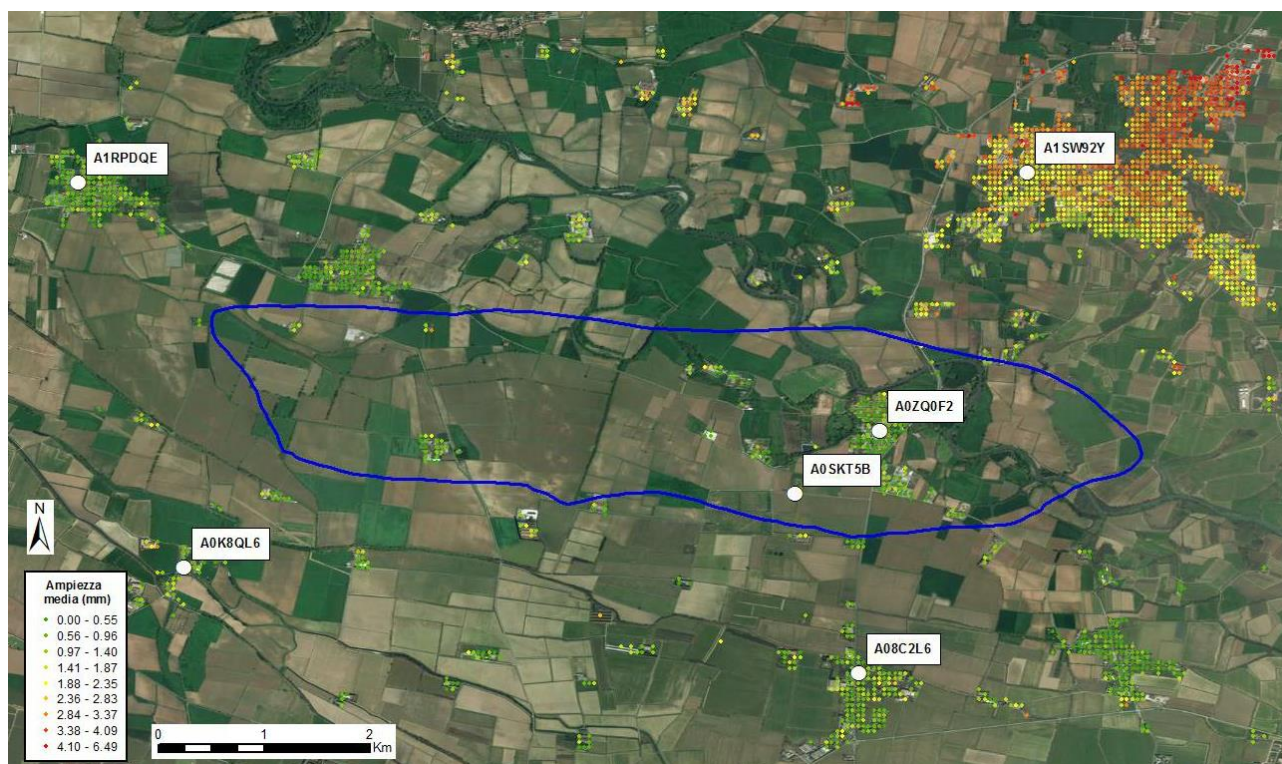 A1RPDQE
A1SW92Y
A0ZQ0F2
A0SKT5B
A0K8QL6
A08C2L6
N
Ampiezza
media (mm)
0.00 - 0.55
0.56 - 0.96
0.97 - 1.40
1.41 - 1.87
1.88 - 2.35
2.36 - 2.83
2.84 - 3.37
3.38 - 4.09
4.10 - 6.49
0 1 2
Km